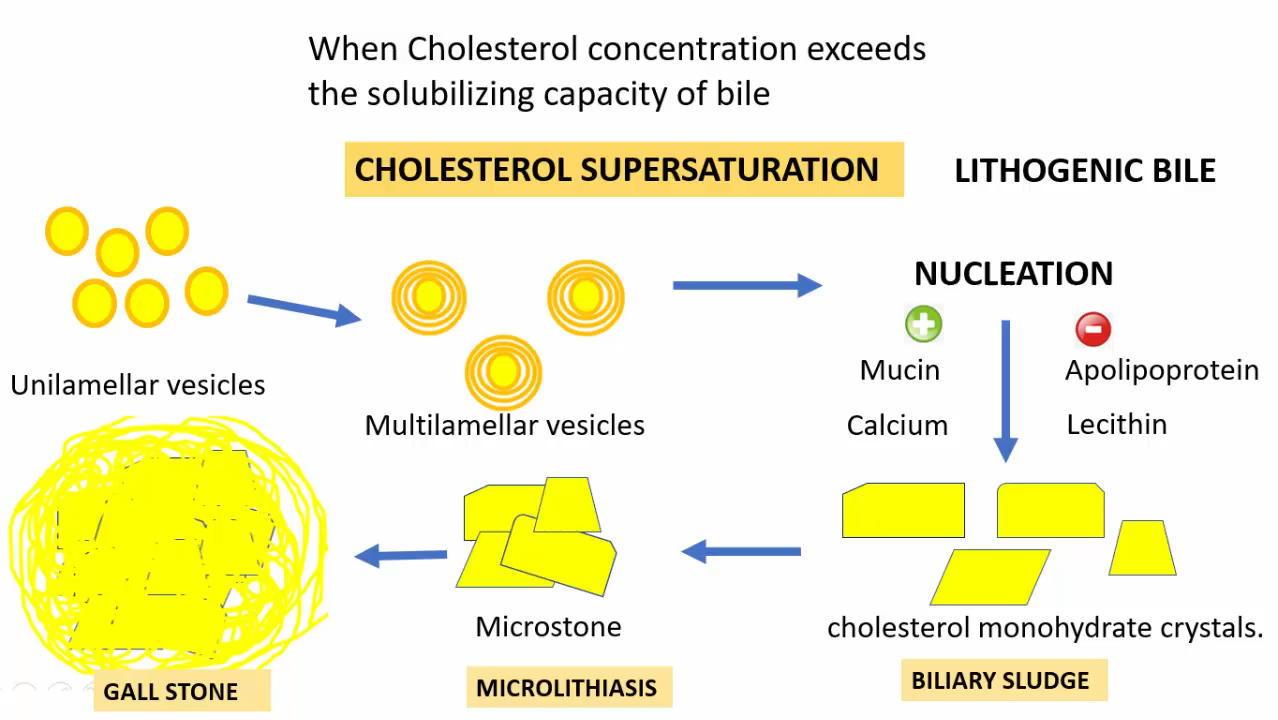 When Cholesterol concentration exceeds
the solubilizing capacity of bile
CHOLESTEROL SUPERSATURATION
LITHOGENIC BILE
NUCLEATION
Mucin
Apolipoprotein
Calcium
Lecithin
Unilamellar vesicles
Multilamellar vesicles
Microstone
cholesterol monohydrate crystals.
GALL STONE
MICROLITHIASIS
BILIARY SLUDGE